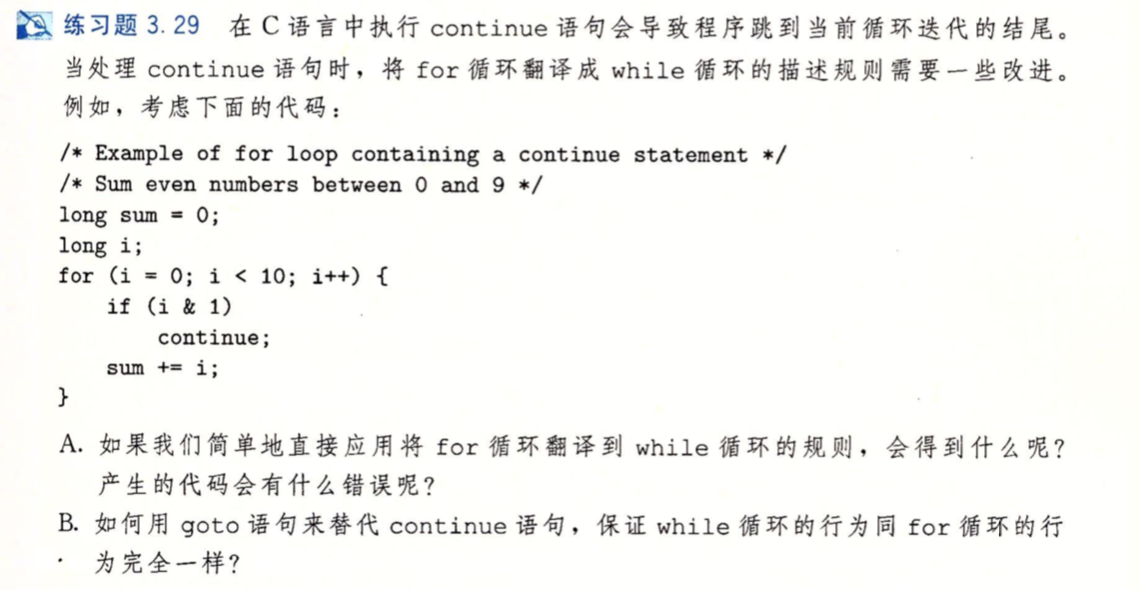 练习题 3.29 在 C 语言中执行 continue 语句会导致程序跳到当前循环迭代的结尾。
当处理 continue 语句时，将 for 循环翻译成 while 循环的描述规则需要一些改进。
例如，考虑下面的代码：
/* Example of for loop containing a continue statement */
/* Sum even numbers between 0 and 9 */
long sum = 0;
long i;
for (i = 0; i < 10; i++) {
    if (i & 1)
        continue;
    sum += i;
}
A. 如果我们简单地直接应用将 for 循环翻译到 while 循环的规则，会得到什么呢？
产生的代码会有什么错误呢？
B. 如何用 goto 语句来替代 continue 语句，保证 while 循环的行为同 for 循环的行
为完全一样？